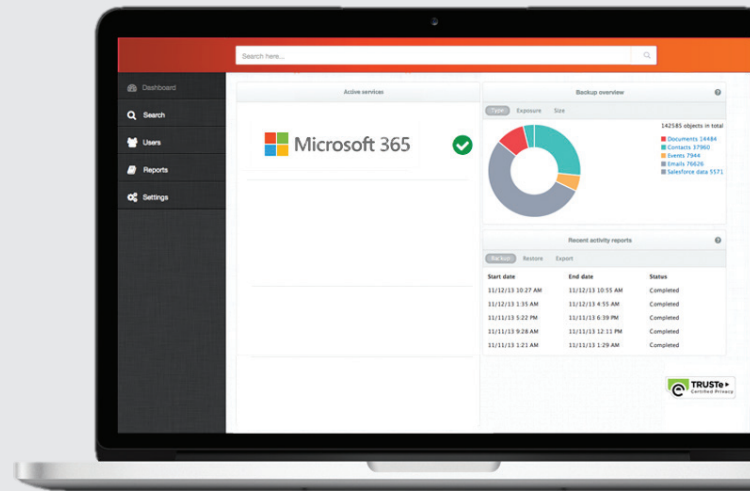 Search here...
Dashboard
Search
Users
Reports
Settings
Active services
Microsoft 365
Backup overview
Type Exposure Size
142585 objects in total
Documents 14484
Contacts 37960
Events 7944
Emails 76626
Salesforce data 5571
Recent activity reports
Backup Restore Export
Start date End date Status
11/12/13 10:27 AM 11/12/13 10:55 AM Completed
11/12/13 1:35 AM 11/12/13 4:55 AM Completed
11/11/13 5:22 PM 11/11/13 6:39 PM Completed
11/11/13 9:28 AM 11/11/13 12:11 PM Completed
11/11/13 1:21 AM 11/11/13 1:29 AM Completed
TRUSTe
Certified Privacy